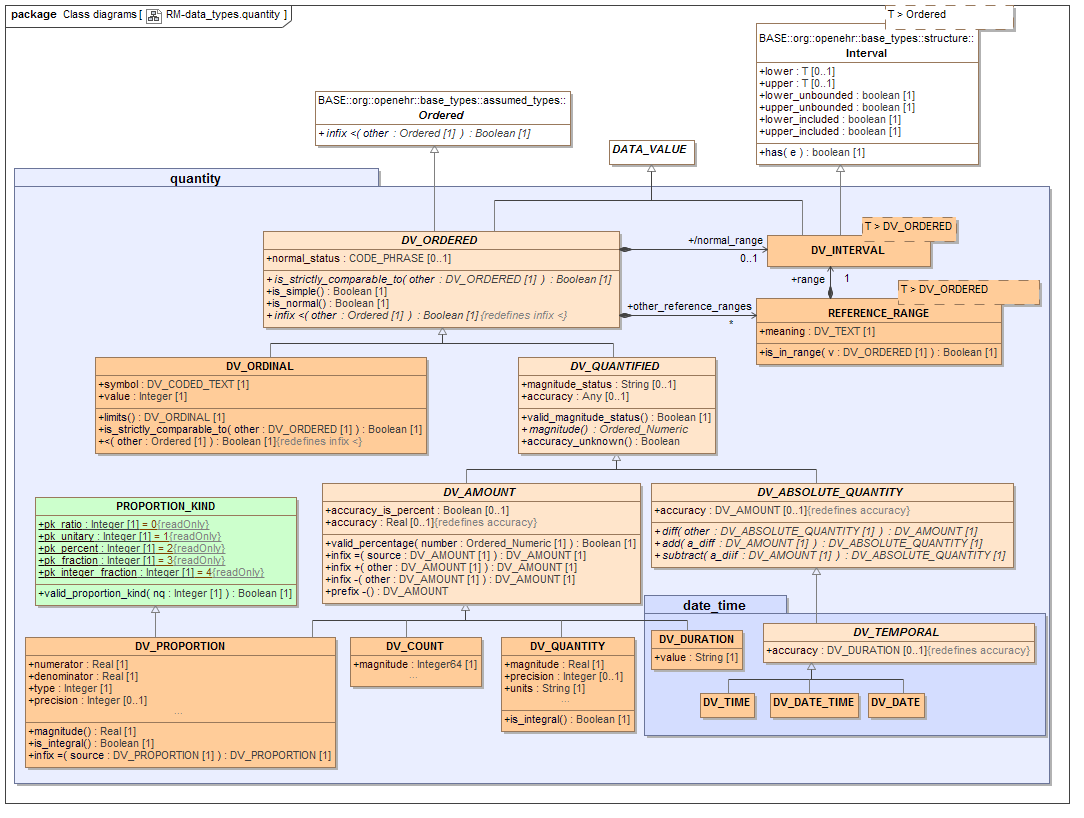 package Class diagrams [ RM-data_types.quantity ]
T > Ordered
BASE::org::openehr::base_types::structure::
Interval
+lower : T [0..1]
+upper : T [0..1]
+lower_unbounded : boolean [1]
+upper_unbounded : boolean [1]
+lower_included : boolean [1]
+upper_included : boolean [1]
+has( e ) : boolean [1]
BASE::org::openehr::base_types::assumed_types::
Ordered
+infix <( other : Ordered [1] ) : Boolean [1]
DATA_VALUE
quantity
DV_ORDERED
+normal_status : CODE_PHRASE [0..1]
+is_strictly_comparable_to( other : DV_ORDERED [1] ) : Boolean [1]
+is_simple() : Boolean [1]
+is_normal() : Boolean [1]
+infix <( other : Ordered [1] ) : Boolean [1]{redefines infix <}
+/normal_range
0..1
T > DV_ORDERED
DV_INTERVAL
+range
1
+other_reference_ranges
*
T > DV_ORDERED
REFERENCE_RANGE
+meaning : DV_TEXT [1]
+is_in_range( v : DV_ORDERED [1] ) : Boolean [1]
DV_ORDINAL
+symbol : DV_CODED_TEXT [1]
+value : Integer [1]
+limits() : DV_ORDINAL [1]
+is_strictly_comparable_to( other : DV_ORDERED [1] ) : Boolean [1]
+<( other : Ordered [1] ) : Boolean [1]{redefines infix <}
DV_QUANTIFIED
+magnitude_status : String [0..1]
+accuracy : Any [0..1]
+valid_magnitude_status() : Boolean [1]
+magnitude() : Ordered_Numeric
+accuracy_unknown() : Boolean
PROPORTION_KIND
+pk_ratio : Integer [1] = 0{readOnly}
+pk_unitary : Integer [1] = 1{readOnly}
+pk_percent : Integer [1] = 2{readOnly}
+pk_fraction : Integer [1] = 3{readOnly}
+pk_integer_fraction : Integer [1] = 4{readOnly}
+valid_proportion_kind( nq : Integer [1] ) : Boolean [1]
DV_AMOUNT
+accuracy_is_percent : Boolean [0..1]
+accuracy : Real [0..1]{redefines accuracy}
+valid_percentage( number : Ordered_Numeric [1] ) : Boolean [1]
+infix =( source : DV_AMOUNT [1] ) : DV_AMOUNT [1]
+infix +( other : DV_AMOUNT [1] ) : DV_AMOUNT [1]
+infix -( other : DV_AMOUNT [1] ) : DV_AMOUNT [1]
+prefix -() : DV_AMOUNT
DV_ABSOLUTE_QUANTITY
+accuracy : DV_AMOUNT [0..1]{redefines accuracy}
+diff( other : DV_ABSOLUTE_QUANTITY [1] ) : DV_AMOUNT [1]
+add( a_diff : DV_AMOUNT [1] ) : DV_ABSOLUTE_QUANTITY [1]
+subtract( a_diif : DV_AMOUNT [1] ) : DV_ABSOLUTE_QUANTITY [1]
DV_PROPORTION
+numerator : Real [1]
+denominator : Real [1]
+type : Integer [1]
+precision : Integer [0..1]
...
+magnitude() : Real [1]
+is_integral() : Boolean [1]
+infix =( source : DV_PROPORTION [1] ) : DV_PROPORTION [1]
DV_COUNT
+magnitude : Integer64 [1]
...
DV_QUANTITY
+magnitude : Real [1]
+precision : Integer [0..1]
+units : String [1]
...
+is_integral() : Boolean [1]
date_time
DV_DURATION
+value : String [1]
DV_TEMPORAL
+accuracy : DV_DURATION [0..1]{redefines accuracy}
DV_TIME
DV_DATE_TIME
DV_DATE